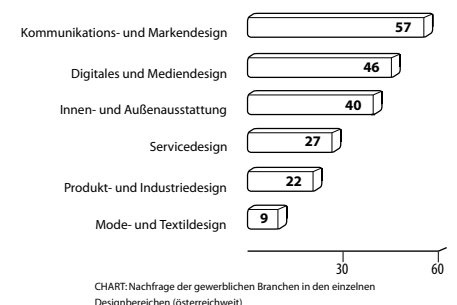 Kommunikations- und Markendesign 57
Digitales und Mediendesign 46
Innen- und Außenausstattung 40
Servicedesign 27
Produkt- und Industriedesign 22
Mode- und Textildesign 9
30 60
CHART: Nachfrage der gewerblichen Branchen in den einzelnen
Designbereichen (österreichweit)